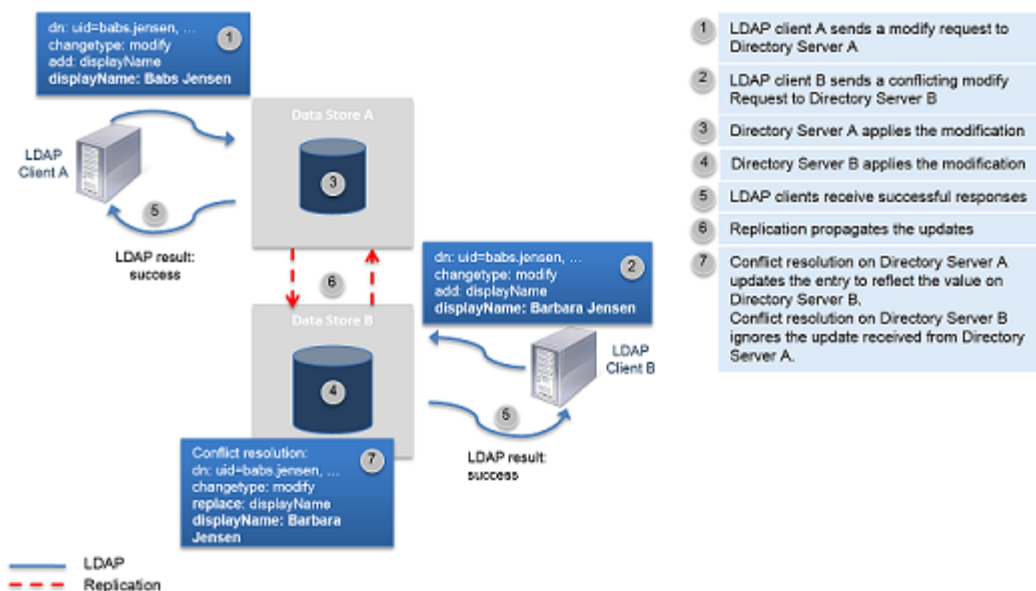 dn: uid=babs.jensen, ...
changetype: modify
add: displayName
displayName: Babs Jensen
1
LDAP
Client A
Data Store A
3
5
LDAP result:
success
6
dn: uid=babs.jensen, ...
changetype: modify
add: displayName
displayName: Barbara Jensen
2
Data Store B
4
LDAP
Client B
5
LDAP result:
success
Conflict resolution:
dn: uid=babs.jensen, ...
changetype: modify
replace: displayName
displayName: Barbara
Jensen
7
LDAP
Replication
1
LDAP client A sends a modify request to
Directory Server A
2
LDAP client B sends a conflicting modify
Request to Directory Server B
3
Directory Server A applies the modification
4
Directory Server B applies the modification
5
LDAP clients receive successful responses
6
Replication propagates the updates
7
Conflict resolution on Directory Server A
updates the entry to reflect the value on
Directory Server B.
Conflict resolution on Directory Server B
ignores the update received from Directory
Server A.